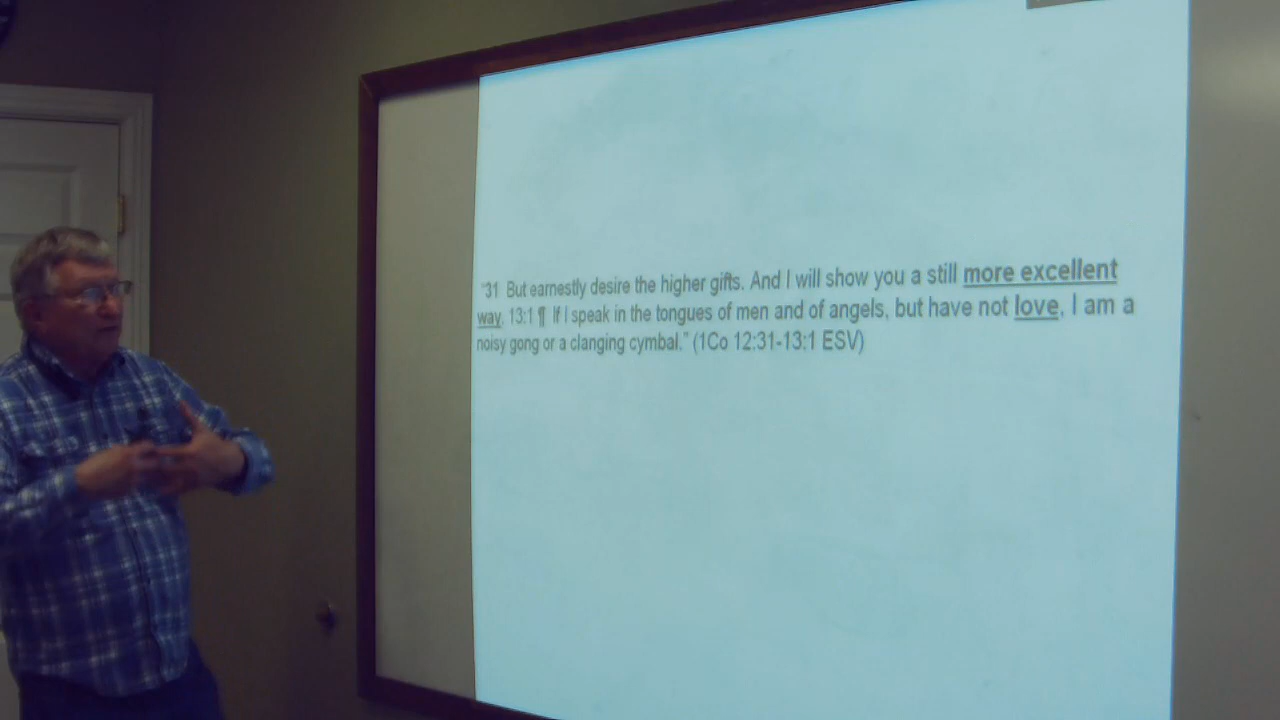 "31 But earnestly desire the higher gifts. And I will show you a still more excellent
way. 13:1 ¶ If I speak in the tongues of men and of angels, but have not love, I am a
noisy gong or a clanging cymbal." (1Co 12:31-13:1 ESV)